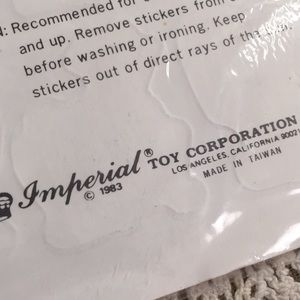 : Recommended for
and up. Remove stickers from
before washing or ironing. Keep
stickers out of direct rays of the
Imperial® TOY CORPORATION
© 1983
LOS ANGELES, CALIFORNIA 9002
MADE IN TAIWAN